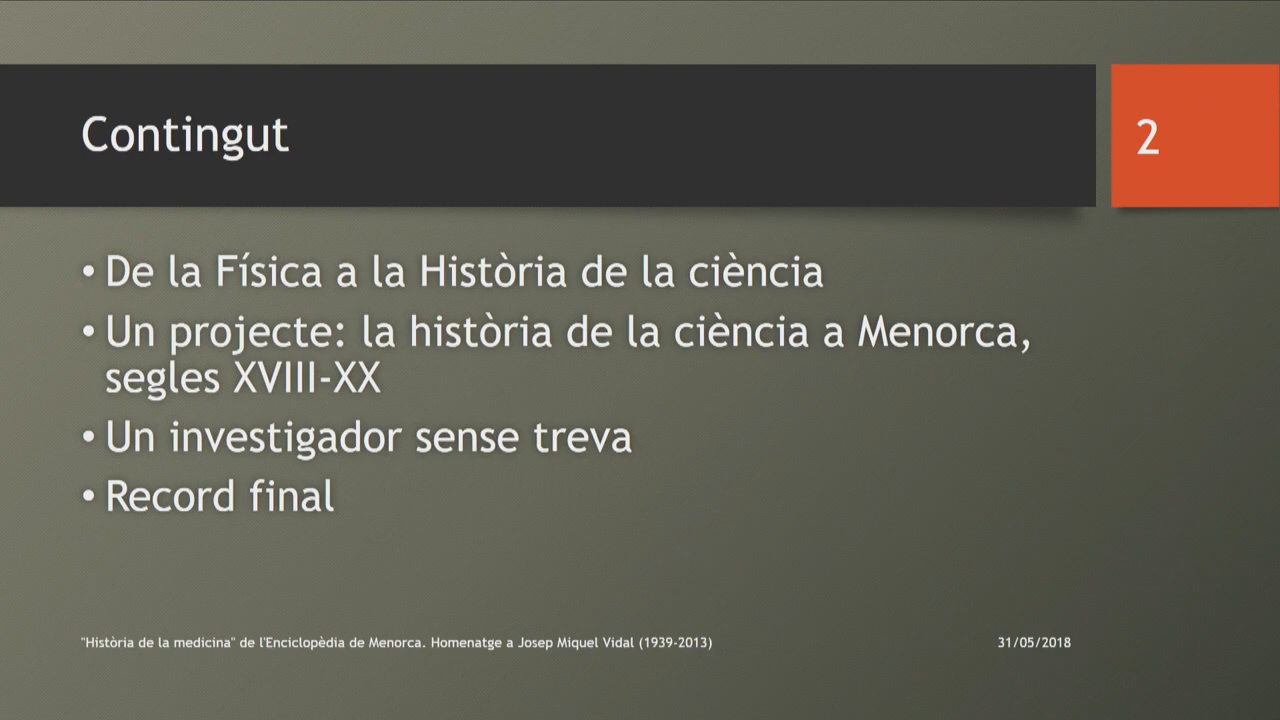 Contingut
2
• De la Física a la Història de la ciència
• Un projecte: la història de la ciència a Menorca,
segles XVIII-XX
• Un investigador sense treva
• Record final
"Història de la medicina" de l'Enciclopèdia de Menorca. Homenatge a Josep Miquel Vidal (1939-2013)
31/05/2018